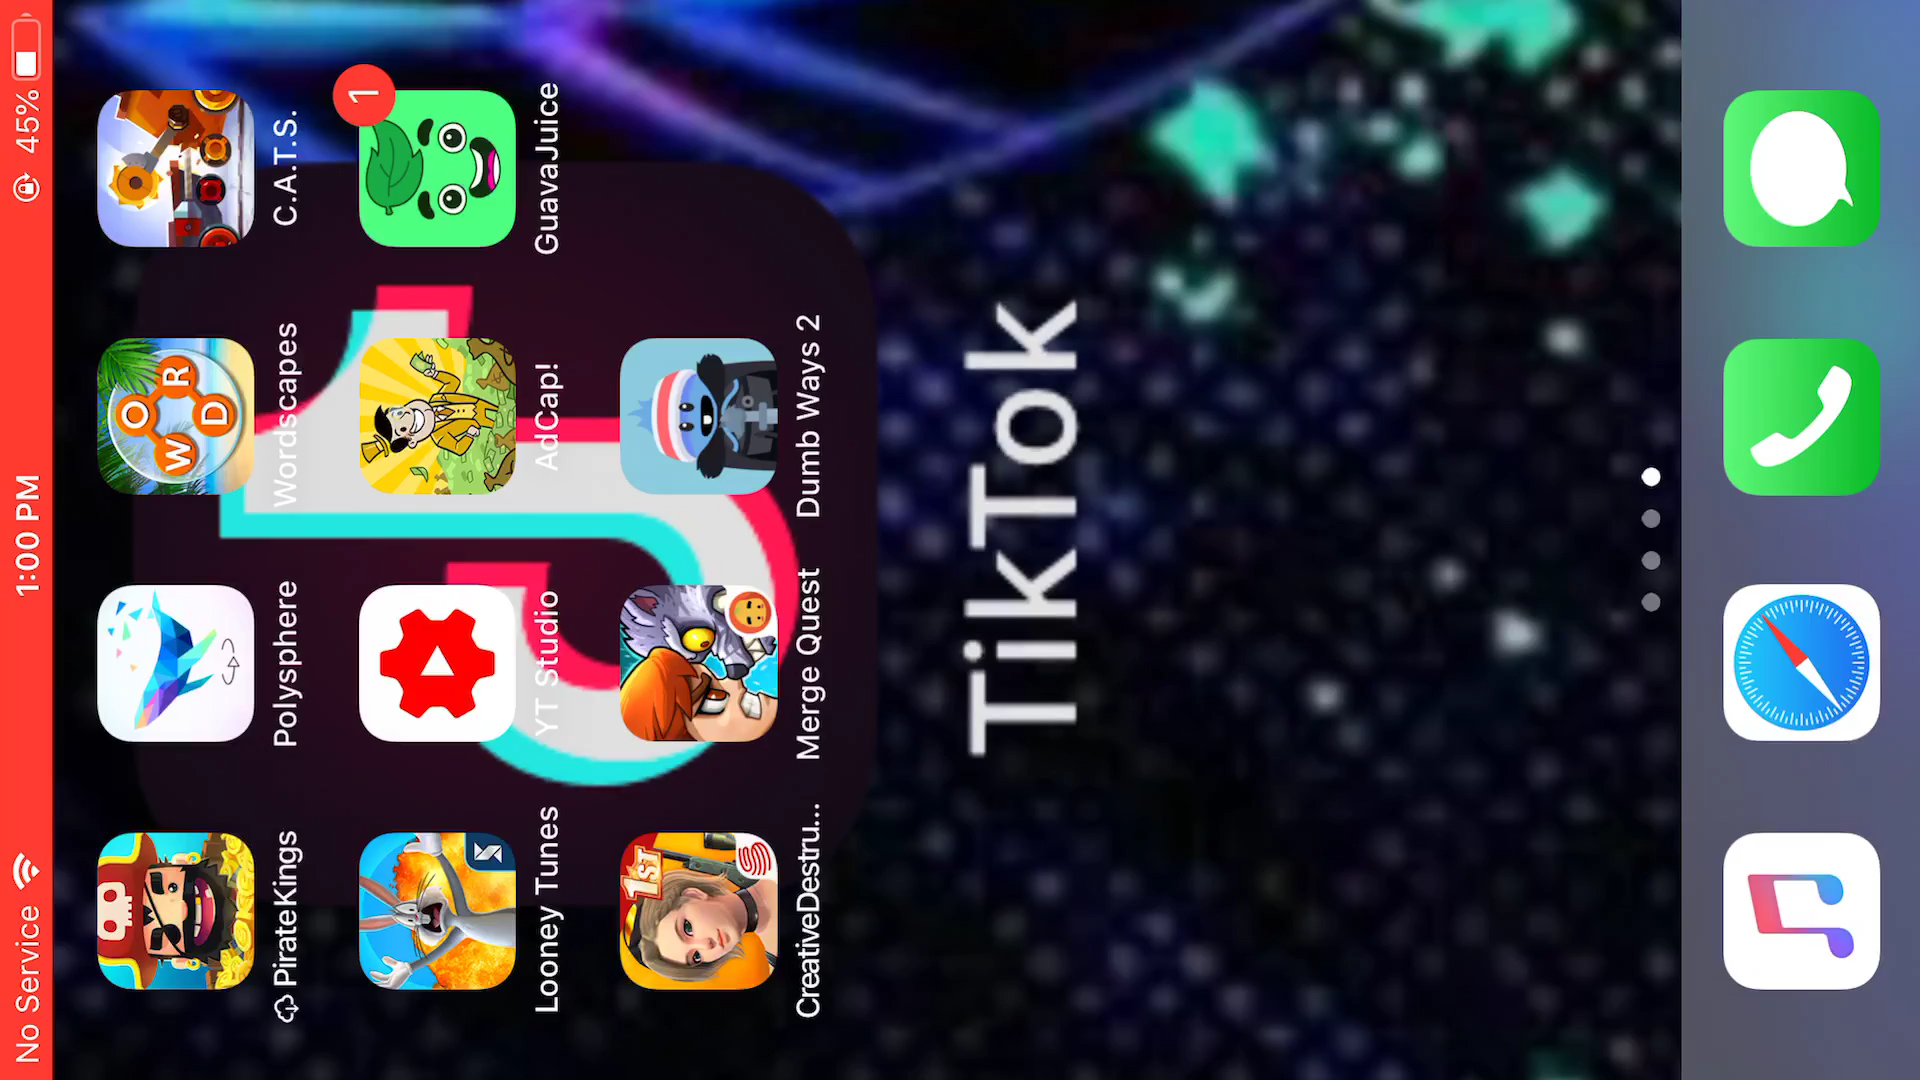 No Service 1:00 PM 45%
PirateKings Polysphere Wordscapes C.A.T.S.
W O R D
1
Looney Tunes YT Studio AdCap! GuavaJuice
1ST
CreativeDestru... Merge Quest Dumb Ways 2
TikTok